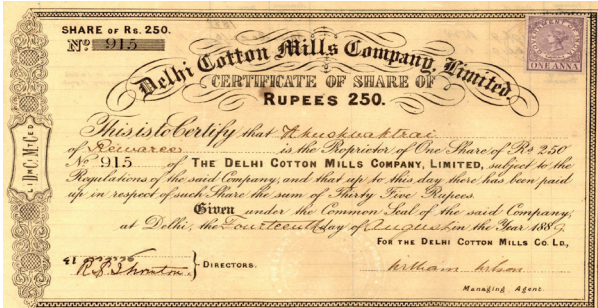 SHARE OF Rs. 250.
No. 915
Delhi Cotton Mills Company, Limited
CERTIFICATE OF SHARE OF
RUPEES 250.
ONE ANNA
This is to Certify that Khushwaktrai
of Rewaree is the Proprietor of One Share of Rs 250
No 915 of THE DELHI COTTON MILLS COMPANY, LIMITED, subject to the
Regulations of the said Company, and that up to this day there has been paid
up in respect of such Share the sum of Thirty Five Rupees.
Given under the Common Seal of the said Company,
at Delhi, the Fourteenth day of August in the Year 1889.
FOR THE DELHI COTTON MILLS CO. LD.,
DIRECTORS.
Managing Agent.